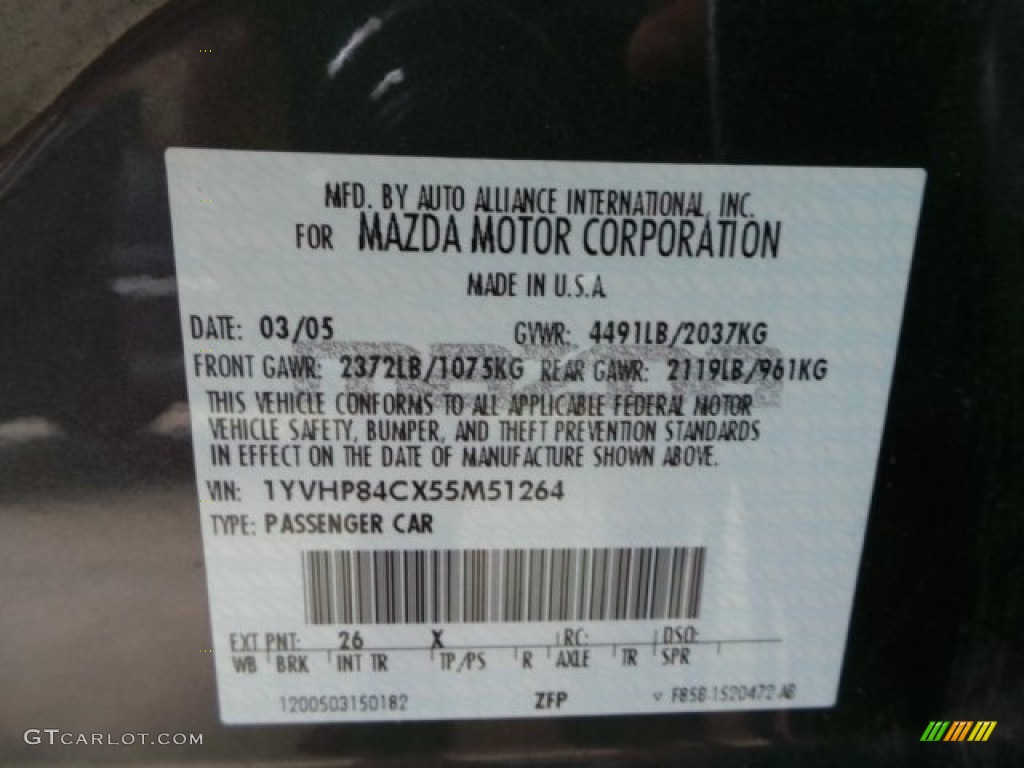 MFD. BY AUTO ALLIANCE INTERNATIONAL, INC.
FOR MAZDA MOTOR CORPORATION
MADE IN U.S.A.
DATE: 03/05 GVWR: 4491LB/2037KG
FRONT GAWR: 2372LB/1075KG REAR GAWR: 2119LB/961KG
THIS VEHICLE CONFORMS TO ALL APPLICABLE FEDERAL MOTOR
VEHICLE SAFETY, BUMPER, AND THEFT PREVENTION STANDARDS
IN EFFECT ON THE DATE OF MANUFACTURE SHOWN ABOVE.
VIN: 1YVHP84CX55M51264
TYPE: PASSENGER CAR
EXT PNT: 26 X RC: DSO:
WB BRK INT TR TP/PS R AXLE TR SPR
1200503150182 ZFP V F85B-1520472-AB
GTCARLOT.COM